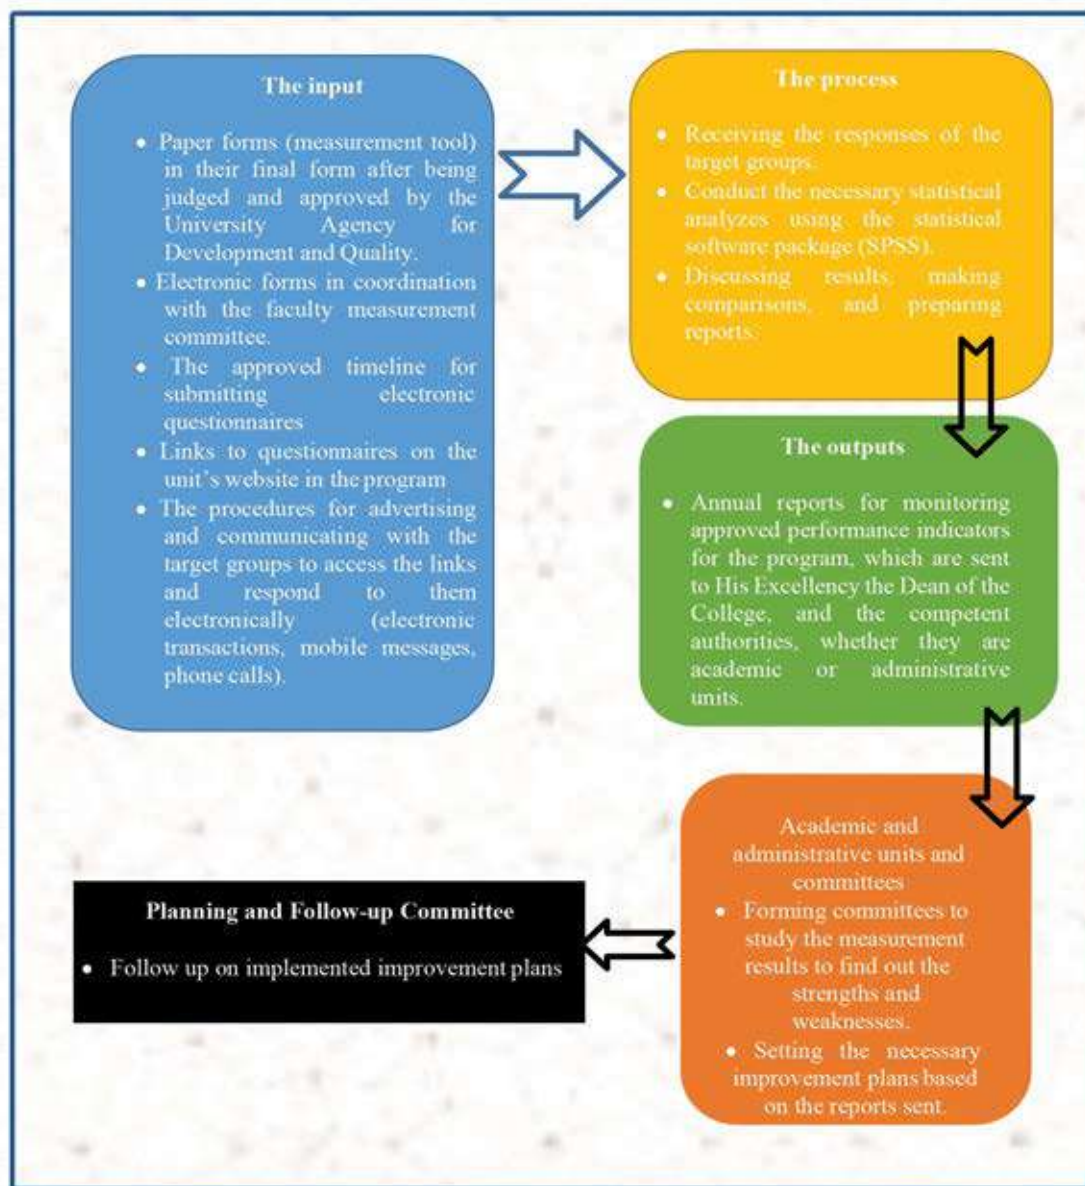 The input
• Paper forms (measurement tool)
in their final form after being
judged and approved by the
University Agency for
Development and Quality.
• Electronic forms in coordination
with the faculty measurement
committee.
• The approved timeline for
submitting electronic
questionnaires
• Links to questionnaires on the
unit's website in the program
• The procedures for advertising
and communicating with the
target groups to access the links
and respond to them
electronically (electronic
transactions, mobile messages,
phone calls).
The process
• Receiving the responses of the
target groups.
• Conduct the necessary statistical
analyzes using the statistical
software package (SPSS).
• Discussing results, making
comparisons, and preparing
reports.
The outputs
• Annual reports for monitoring
approved performance indicators
for the program, which are sent
to His Excellency the Dean of the
College, and the competent
authorities, whether they are
academic or administrative
units.
Academic and
administrative units and
committees
• Forming committees to
study the measurement
results to find out the
strengths and
weaknesses.
• Setting the necessary
improvement plans based
on the reports sent.
Planning and Follow-up Committee
• Follow up on implemented improvement plans